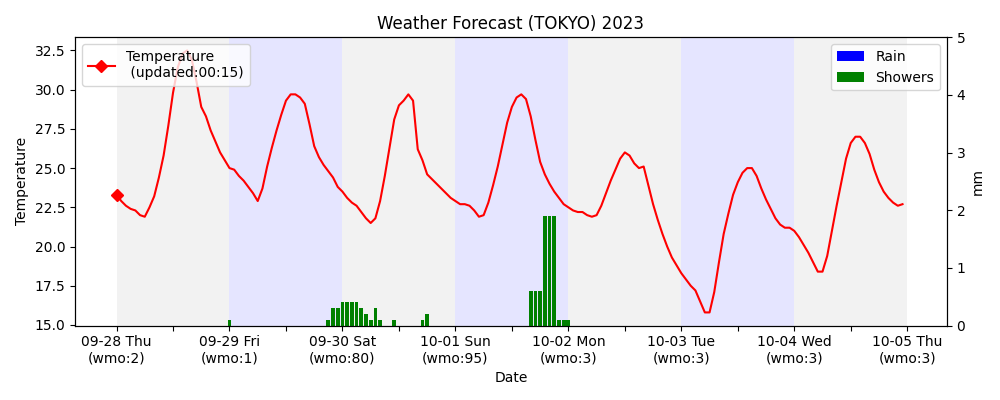 Weather Forecast (TOKYO) 2023
Temperature
(updated:00:15)
Rain
Showers
32.5
30.0
27.5
25.0
22.5
20.0
17.5
15.0
Temperature
5
4
3
2
1
0
mm
09-28 Thu
(wmo:2)
09-29 Fri
(wmo:1)
09-30 Sat
(wmo:80)
10-01 Sun
(wmo:95)
10-02 Mon
(wmo:3)
10-03 Tue
(wmo:3)
10-04 Wed
(wmo:3)
10-05 Thu
(wmo:3)
Date